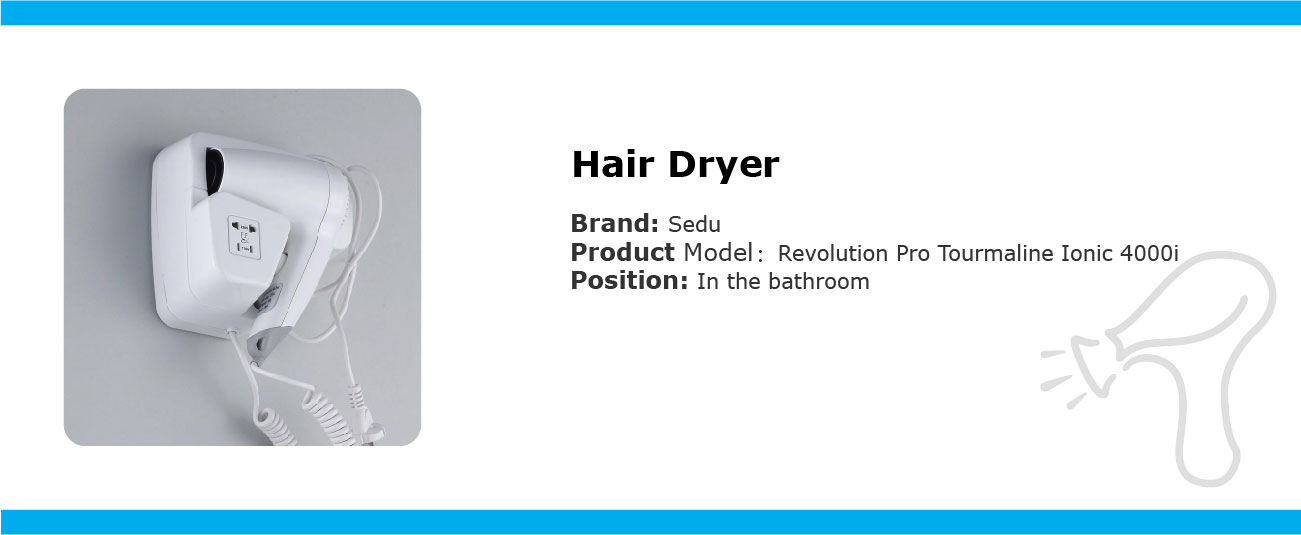 Hair Dryer
Brand: Sedu
Product Model： Revolution Pro Tourmaline Ionic 4000i
Position: In the bathroom